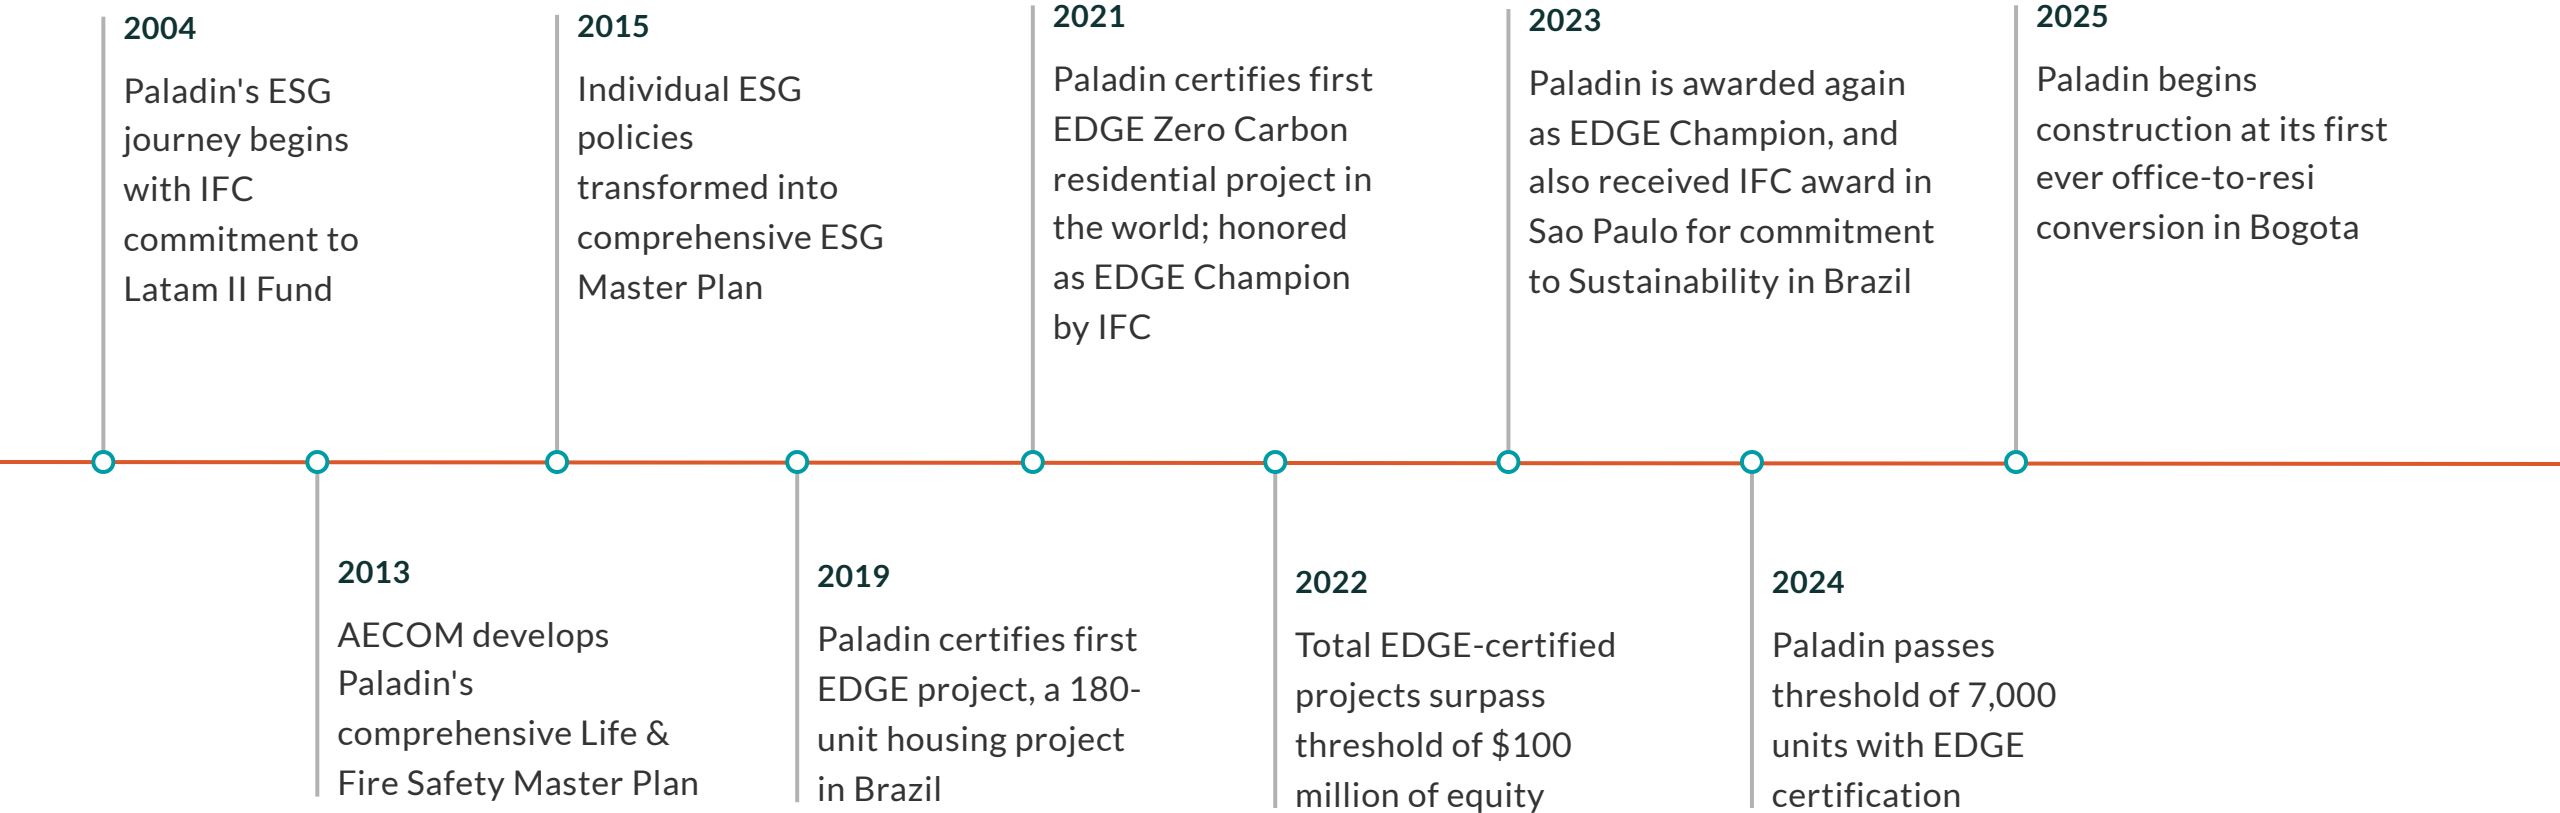 2004
Paladin's ESG
journey begins
with IFC
commitment to
Latam II Fund
2013
AECOM develops
Paladin's
comprehensive Life &
Fire Safety Master Plan
2015
Individual ESG
policies
transformed into
comprehensive ESG
Master Plan
2019
Paladin certifies first
EDGE project, a 180-
unit housing project
in Brazil
2021
Paladin certifies first
EDGE Zero Carbon
residential project in
the world; honored
as EDGE Champion
by IFC
2022
Total EDGE-certified
projects surpass
threshold of $100
million of equity
2023
Paladin is awarded again
as EDGE Champion, and
also received IFC award in
Sao Paulo for commitment
to Sustainability in Brazil
2024
Paladin passes
threshold of 7,000
units with EDGE
certification
2025
Paladin begins
construction at its first
ever office-to-resi
conversion in Bogota